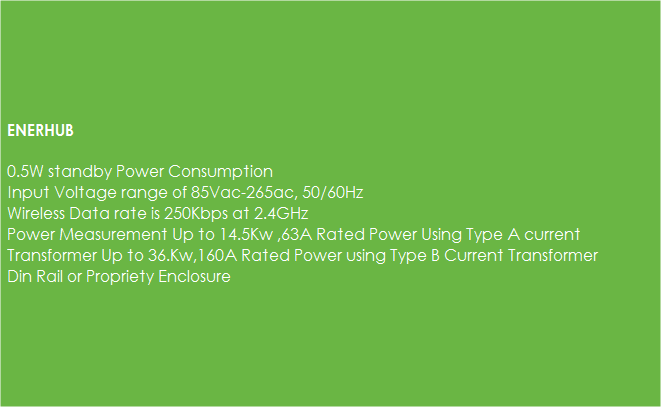 ENERHUB
0.5W standby Power Consumption
Input Voltage range of 85Vac-265ac, 50/60Hz
Wireless Data rate is 250Kbps at 2.4GHz
Power Measurement Up to 14.5Kw ,63A Rated Power Using Type A current
Transformer Up to 36.Kw,160A Rated Power using Type B Current Transformer
Din Rail or Propriety Enclosure